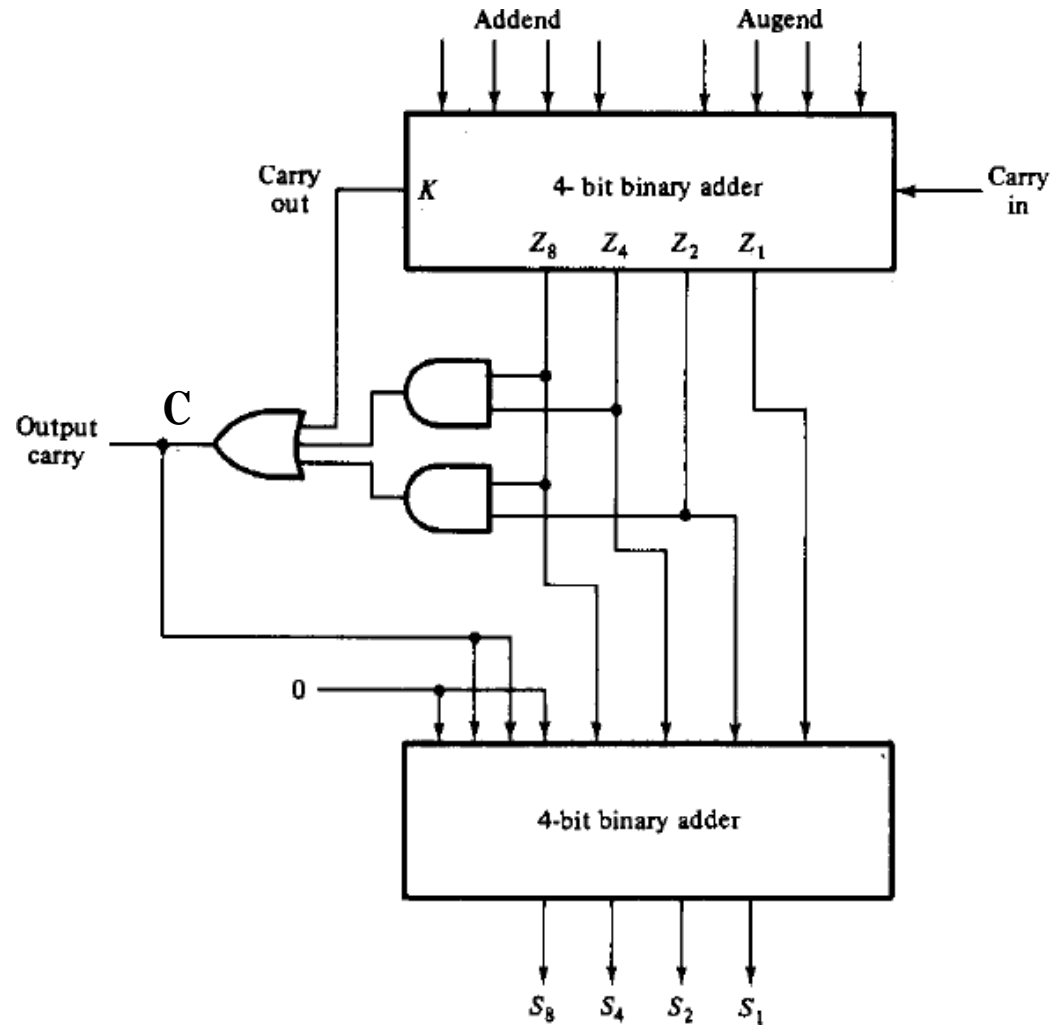 Addend
Augend
Carry
out
K
4- bit binary adder
Carry
in
Z8 Z4 Z2 Z1
C
Output
carry
0
4-bit binary adder
S8 S4 S2 S1